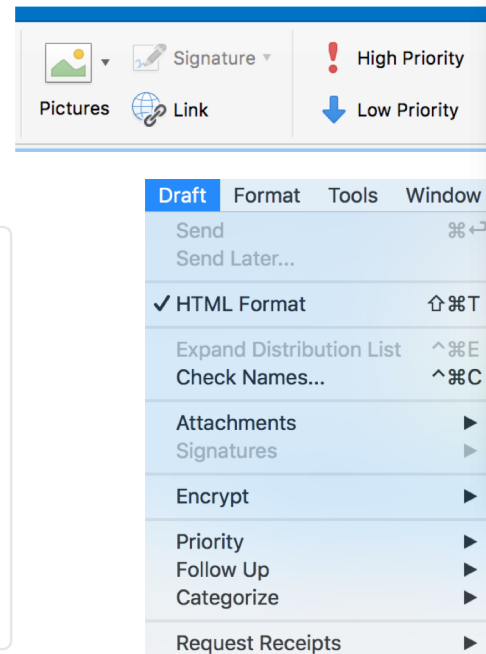 Signature
High Priority
Pictures
Link
Low Priority
Draft Format Tools Window
Send ⌘↩
Send Later...
✓ HTML Format ⇧⌘T
Expand Distribution List ^⌘E
Check Names... ^⌘C
Attachments ▶
Signatures ▶
Encrypt ▶
Priority ▶
Follow Up ▶
Categorize ▶
Request Receipts ▶